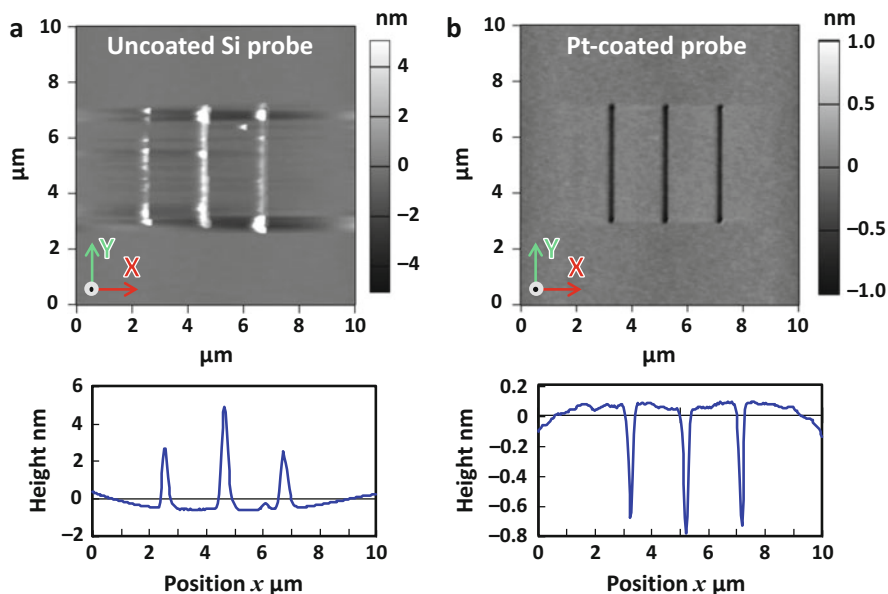 a
Uncoated Si probe
10
8
6
4
2
0
μm
0 2 4 6 8 10
μm
Y
X
nm
4
2
0
−2
−4
b
Pt-coated probe
10
8
6
4
2
0
μm
0 2 4 6 8 10
μm
Y
X
nm
1.0
0.5
0
−0.5
−1.0
Height nm
6
4
2
0
−2
0 2 4 6 8 10
Position x μm
Height nm
0.2
0
−0.2
−0.4
−0.6
−0.8
0 2 4 6 8 10
Position x μm